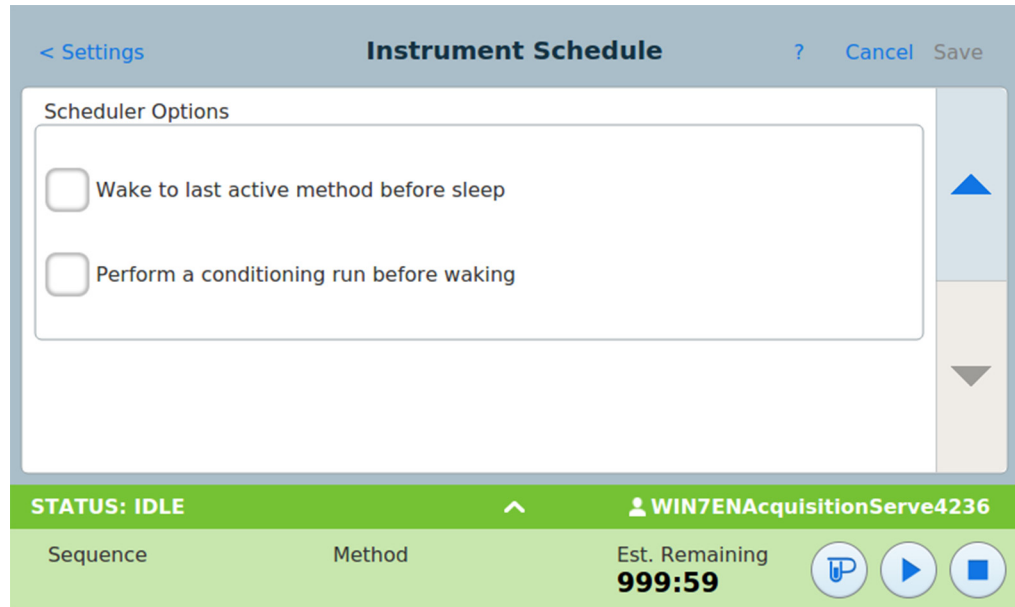 < Settings Instrument Schedule ? Cancel Save
Scheduler Options
Wake to last active method before sleep
Perform a conditioning run before waking
STATUS: IDLE WIN7ENAcquisitionServe4236
Sequence Method Est. Remaining
999:59